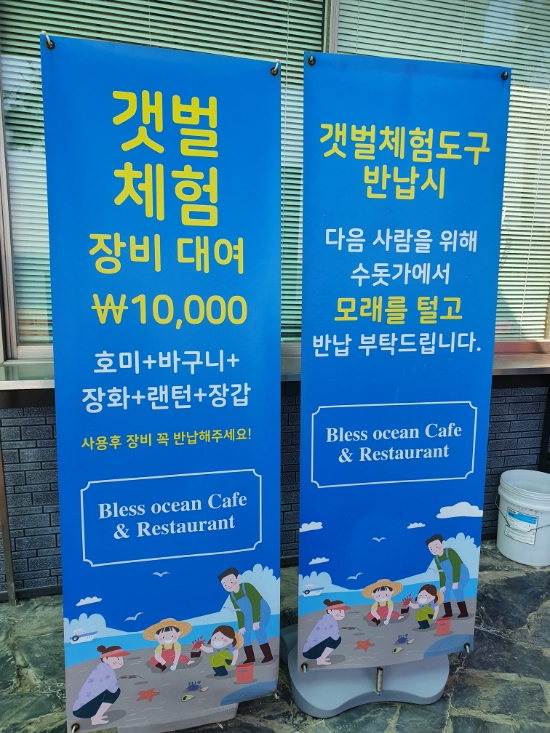 갯벌
체험
장비 대여
₩10,000
호미+바구니+
장화+랜턴+장갑
사용후 장비 꼭 반납해주세요!
Bless ocean Cafe
& Restaurant
갯벌체험도구
반납시
다음 사람을 위해
수돗가에서
모래를 털고
반납 부탁드립니다.
Bless ocean Cafe
& Restaurant